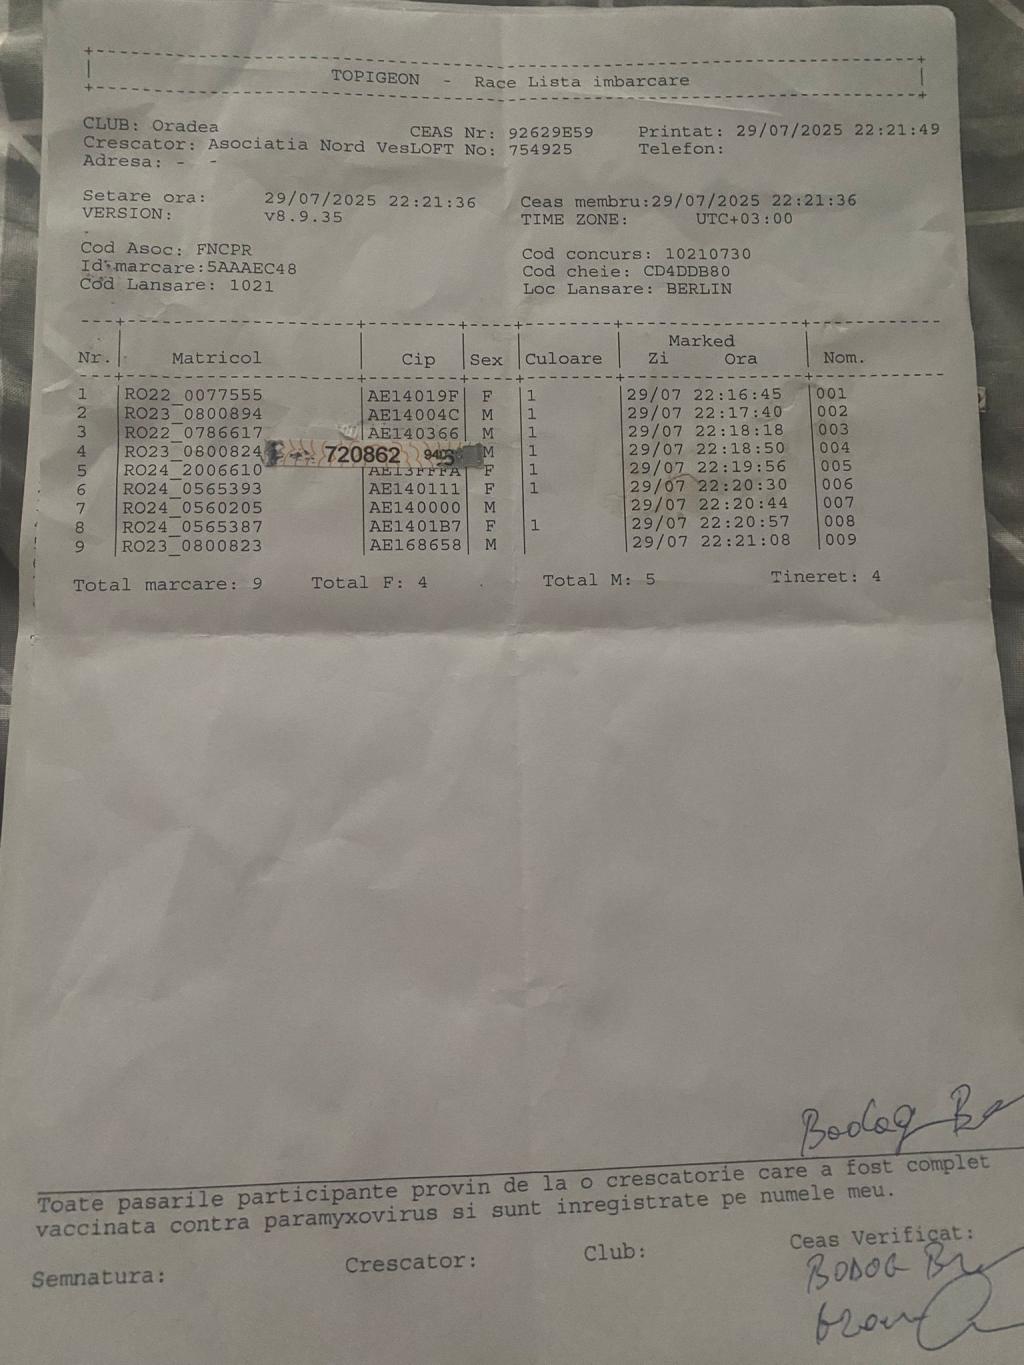 TOPIGEON - Race Lista imbarcare
CLUB: Oradea CEAS Nr: 92629E59 Printat: 29/07/2025 22:21:49
Crescator: Asociatia Nord VesLOFT No: 754925 Telefon:
Adresa: - -
Setare ora: 29/07/2025 22:21:36 Ceas membru:29/07/2025 22:21:36
VERSION: v8.9.35 TIME ZONE: UTC+03:00
Cod Asoc: FNCPR Cod concurs: 10210730
Id marcare:5AAAEC48 Cod cheie: CD4DDB80
Cod Lansare: 1021 Loc Lansare: BERLIN
Marked
Nr. Matricol Cip Sex Culoare Zi Ora Nom.
1 RO22_0077555 AE14019F F 1 29/07 22:16:45 001
2 RO23_0800894 AE14004C M 1 29/07 22:17:40 002
3 RO22_0786617 AE140366 M 1 29/07 22:18:18 003
4 RO23_0800824 720862 M 1 29/07 22:18:50 004
5 RO24_2006610 AE13FFFA F 1 29/07 22:19:56 005
6 RO24_0565393 AE140111 F 1 29/07 22:20:30 006
7 RO24_0560205 AE140000 M 29/07 22:20:44 007
8 RO24_0565387 AE1401B7 F 1 29/07 22:20:57 008
9 RO23_0800823 AE168658 M 29/07 22:21:08 009
Total marcare: 9 Total F: 4 Total M: 5 Tineret: 4
Bodog
Toate pasarile participante provin de la o crescatorie care a fost complet
vaccinata contra paramyxovirus si sunt inregistrate pe numele meu.
Semnatura: Crescator: Club: Ceas Verificat:
BODOG